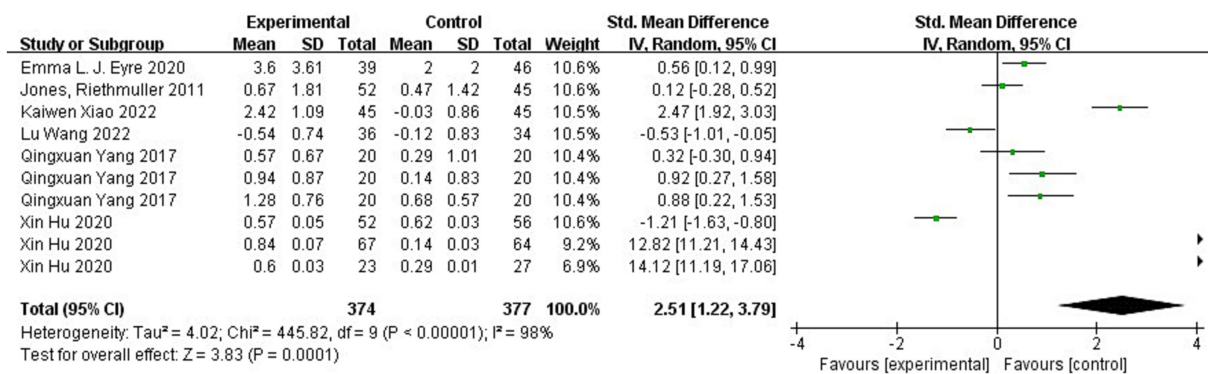 Experimental Control Std. Mean Difference Std. Mean Difference
Study or Subgroup Mean SD Total Mean SD Total Weight IV, Random, 95% CI IV, Random, 95% CI
Emma L. J. Eyre 2020 3.6 3.61 39 2 2 46 10.6% 0.56 [0.12, 0.99]
Jones, Riethmuller 2011 0.67 1.81 52 0.47 1.42 45 10.6% 0.12 [-0.28, 0.52]
Kaiwen Xiao 2022 2.42 1.09 45 -0.03 0.86 45 10.5% 2.47 [1.92, 3.03]
Lu Wang 2022 -0.54 0.74 36 -0.12 0.83 34 10.5% -0.53 [-1.01, -0.05]
Qingxuan Yang 2017 0.57 0.67 20 0.29 1.01 20 10.4% 0.32 [-0.30, 0.94]
Qingxuan Yang 2017 0.94 0.87 20 0.14 0.83 20 10.4% 0.92 [0.27, 1.58]
Qingxuan Yang 2017 1.28 0.76 20 0.68 0.57 20 10.4% 0.88 [0.22, 1.53]
Xin Hu 2020 0.57 0.05 52 0.62 0.03 56 10.6% -1.21 [-1.63, -0.80]
Xin Hu 2020 0.84 0.07 67 0.14 0.03 64 9.2% 12.82 [11.21, 14.43]
Xin Hu 2020 0.6 0.03 23 0.29 0.01 27 6.9% 14.12 [11.19, 17.06]
Total (95% CI) 374 377 100.0% 2.51 [1.22, 3.79]
Heterogeneity: Tau² = 4.02; Chi² = 445.82, df = 9 (P < 0.00001); I² = 98%
Test for overall effect: Z = 3.83 (P = 0.0001)
-4 -2 0 2 4
Favours [experimental] Favours [control]